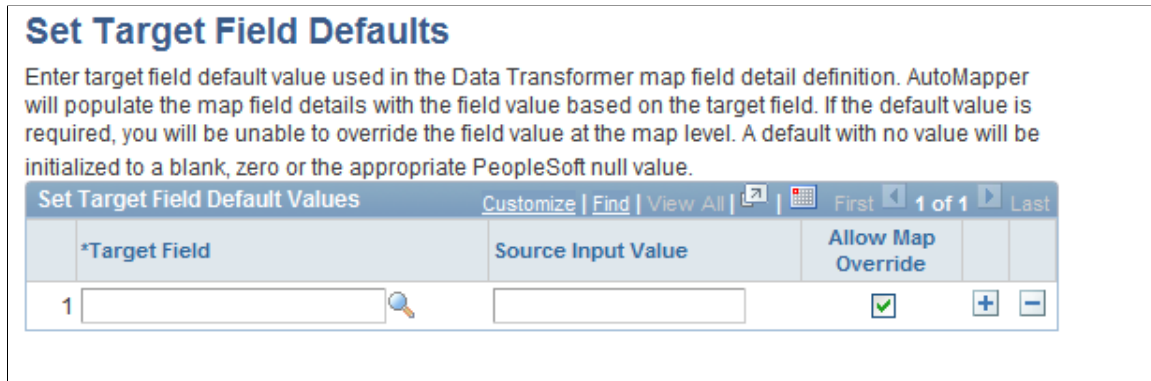 Set Target Field Defaults
Enter target field default value used in the Data Transformer map field detail definition. AutoMapper
will populate the map field details with the field value based on the target field. If the default value is
required, you will be unable to override the field value at the map level. A default with no value will be
initialized to a blank, zero or the appropriate PeopleSoft null value.
Set Target Field Default Values Customize | Find | View All | | First 1 of 1 Last
*Target Field Source Input Value Allow Map Override
1